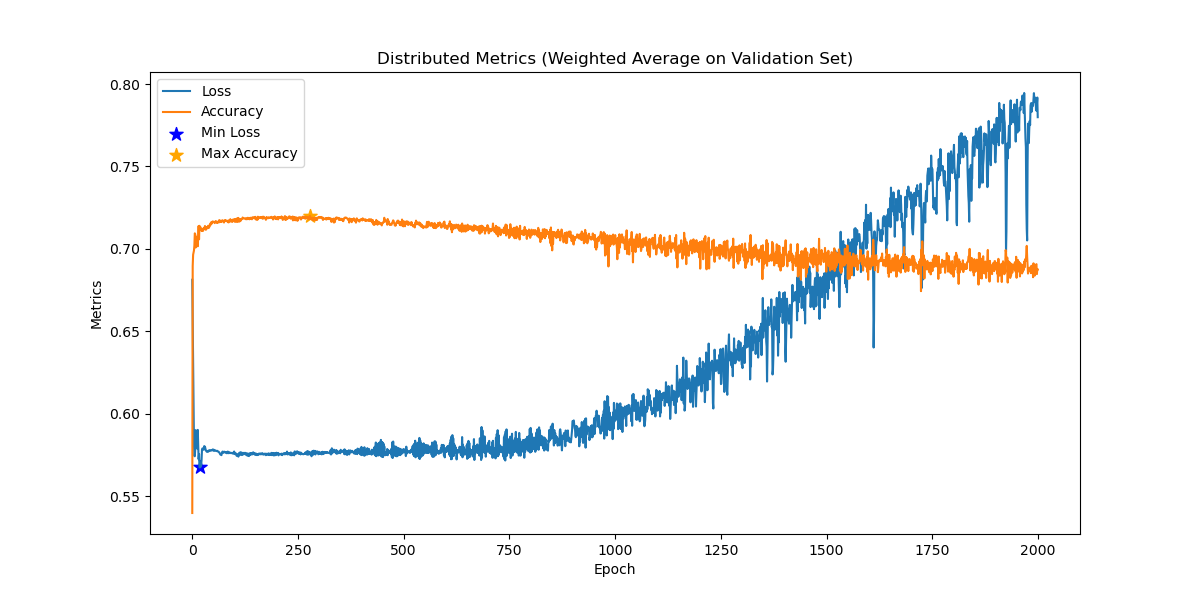 Distributed Metrics (Weighted Average on Validation Set)
Loss
Accuracy
Min Loss
Max Accuracy
0.80
0.75
0.70
0.65
0.60
0.55
Metrics
0 250 500 750 1000 1250 1500 1750 2000
Epoch